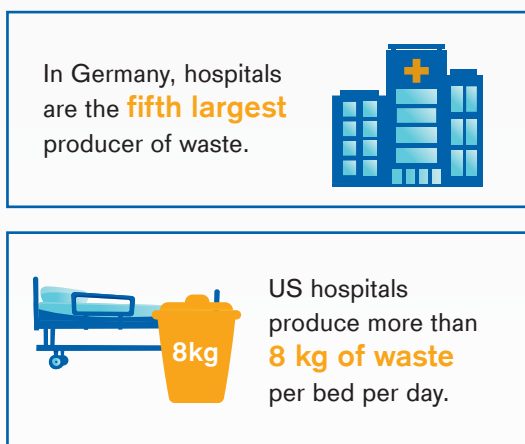 In Germany, hospitals
are the fifth largest
producer of waste.
8kg
US hospitals
produce more than
8 kg of waste
per bed per day.